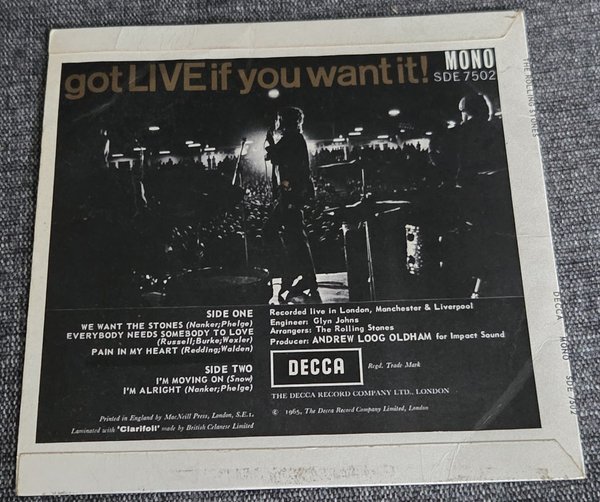 got LIVE if you want it!
MONO
SDE 7502
SIDE ONE
WE WANT THE STONES (Nanker;Phelge)
EVERYBODY NEEDS SOMEBODY TO LOVE
(Russell;Burke;Wexler)
PAIN IN MY HEART (Redding;Walden)
SIDE TWO
I'M MOVING ON (Snow)
I'M ALRIGHT (Nanker;Phelge)
Printed in England by MacNeill Press, London, S.E.1.
Laminated with 'Clarifoil' made by British Celanese Limited
Recorded live in London, Manchester & Liverpool
Engineer: Glyn Johns
Arrangers: The Rolling Stones
Producer: ANDREW LOOG OLDHAM for Impact Sound
DECCA
Regd. Trade Mark
THE DECCA RECORD COMPANY LTD., LONDON
© 1965, The Decca Record Company Limited, London
THE ROLLING STONES
DECCA MONO SDE 7502